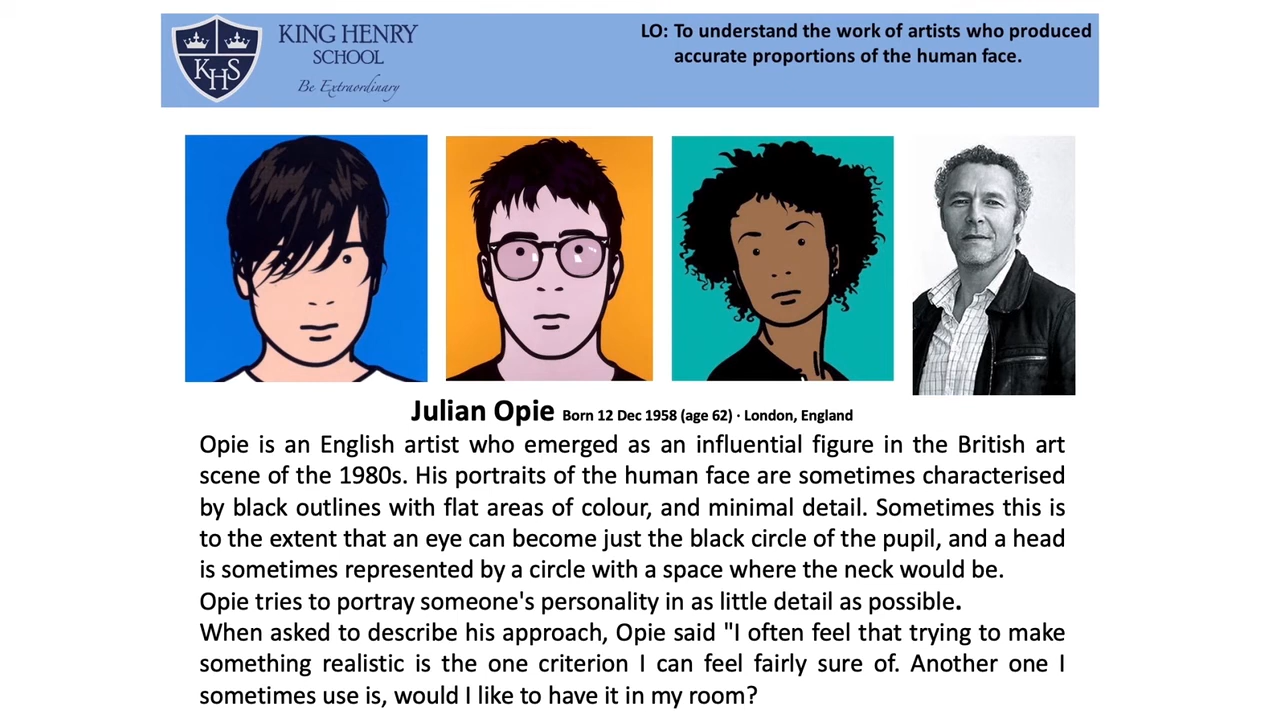 KING HENRY
SCHOOL
Be Extraordinary
KHS
LO: To understand the work of artists who produced
accurate proportions of the human face.
Julian Opie Born 12 Dec 1958 (age 62) · London, England
Opie is an English artist who emerged as an influential figure in the British art
scene of the 1980s. His portraits of the human face are sometimes characterised
by black outlines with flat areas of colour, and minimal detail. Sometimes this is
to the extent that an eye can become just the black circle of the pupil, and a head
is sometimes represented by a circle with a space where the neck would be.
Opie tries to portray someone's personality in as little detail as possible.
When asked to describe his approach, Opie said "I often feel that trying to make
something realistic is the one criterion I can feel fairly sure of. Another one I
sometimes use is, would I like to have it in my room?